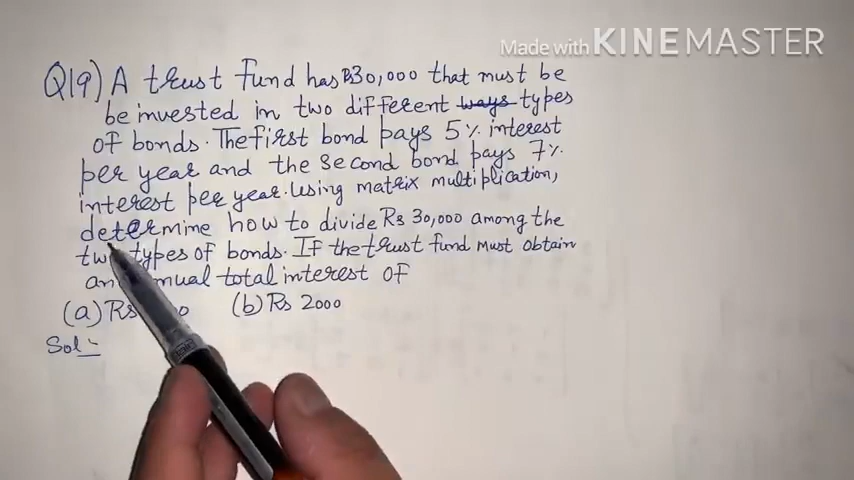 Made with KINEMASTER
Q19) A trust fund has Rs30,000 that must be
be invested in two different ways types
of bonds. The first bond pays 5% interest
per year and the second bond pays 7%
interest per year. Using matrix multiplication,
determine how to divide Rs 30,000 among the
two types of bonds. If the trust fund must obtain
an annual total interest of
(a) Rs (b) Rs 2000
Sol:-